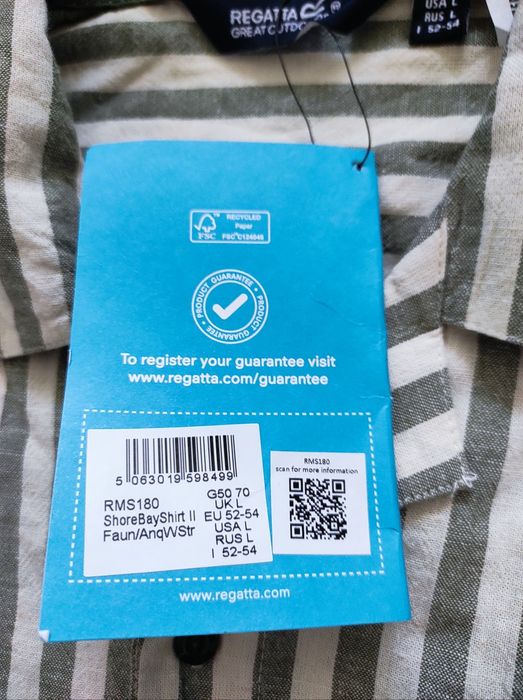 REGATTA
GREAT OUTDO
USA L
RUS L
I 52-54
FSC
RECYCLED
Paper
FSC® C124048
PRODUCT GUARANTEE • PRODUCT GUARANTEE •
To register your guarantee visit
www.regatta.com/guarantee
5 063019 598499
RMS180
ShoreBayShirt II
Faun/AnqWStr
G50 70
UK L
EU 52-54
USA L
RUS L
I 52-54
RMS180
scan for more information
www.regatta.com